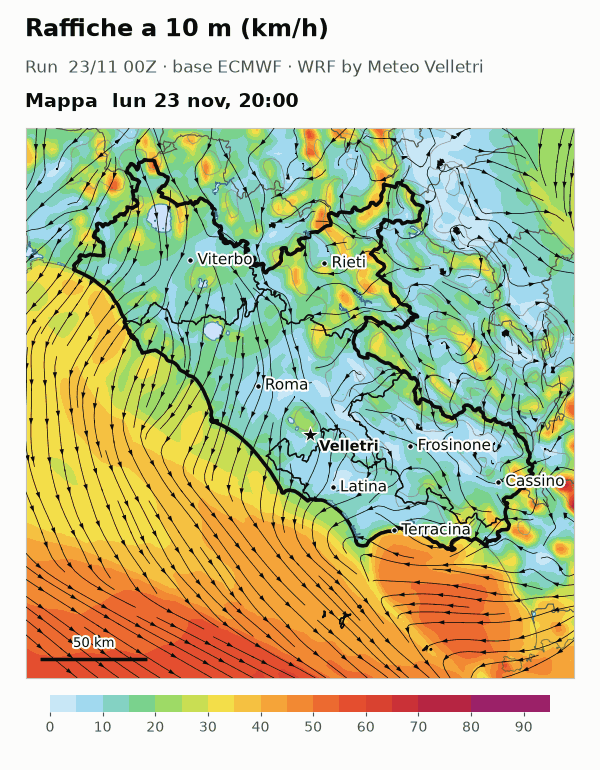 Raffiche a 10 m (km/h)
Run 23/11 00Z · base ECMWF · WRF by Meteo Velletri
Mappa lun 23 nov, 20:00
Viterbo
Rieti
Roma
Velletri
Frosinone
Latina
Cassino
Terracina
50 km
0 10 20 30 40 50 60 70 80 90